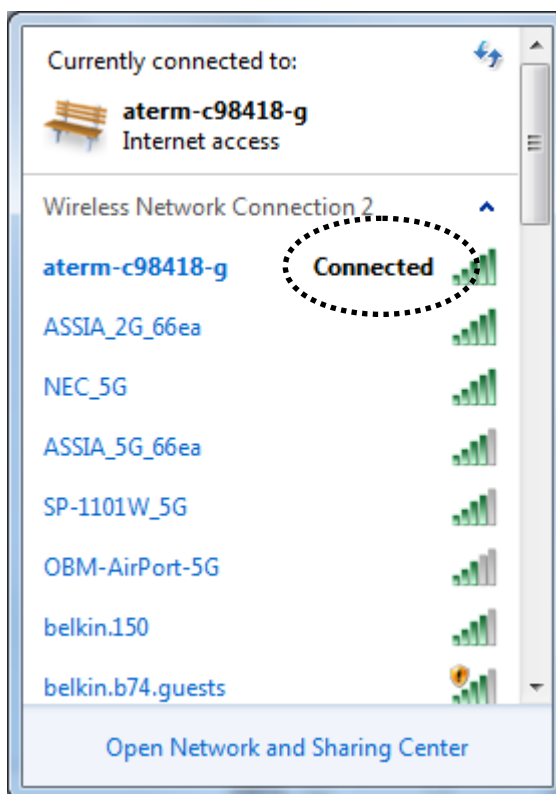 Currently connected to:
aterm-c98418-g
Internet access
Wireless Network Connection 2
aterm-c98418-g Connected
ASSIA_2G_66ea
NEC_5G
ASSIA_5G_66ea
SP-1101W_5G
OBM-AirPort-5G
belkin.150
belkin.b74.guests
Open Network and Sharing Center